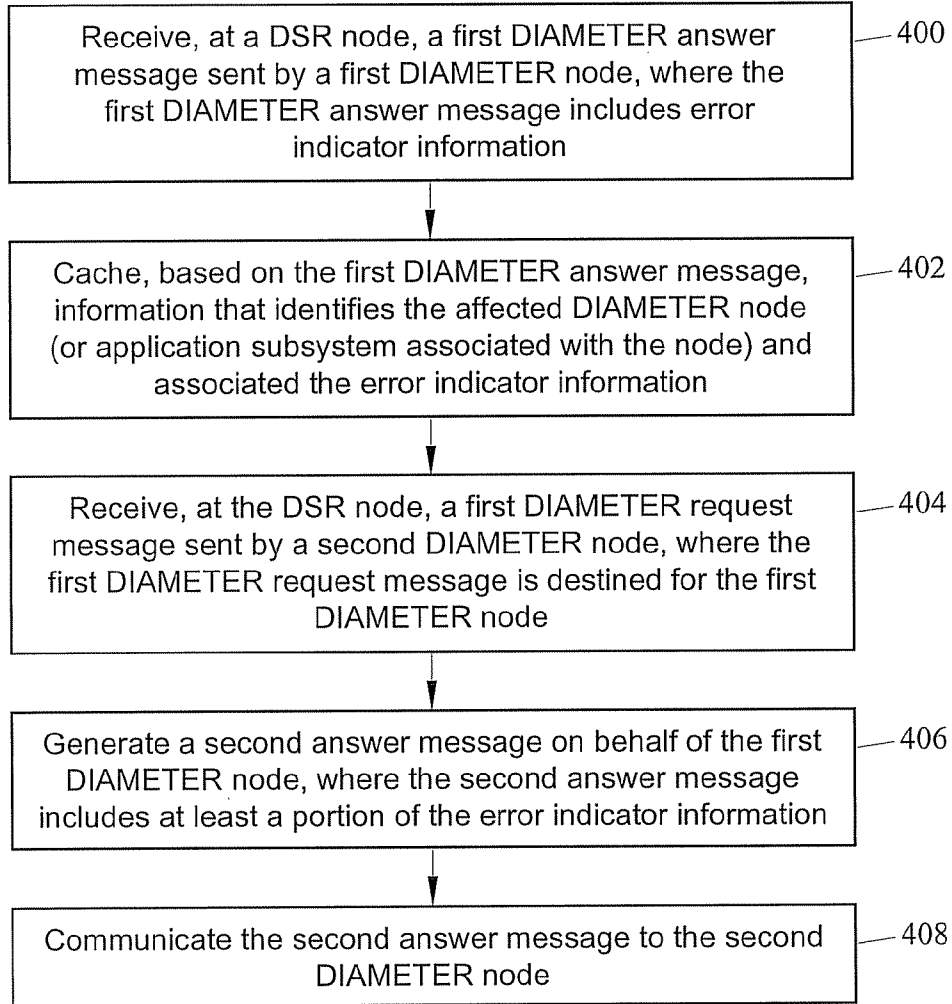 Receive, at a DSR node, a first DIAMETER answer
message sent by a first DIAMETER node, where the
first DIAMETER answer message includes error
indicator information
400
Cache, based on the first DIAMETER answer message,
information that identifies the affected DIAMETER node
(or application subsystem associated with the node) and
associated the error indicator information
402
Receive, at the DSR node, a first DIAMETER request
message sent by a second DIAMETER node, where the
first DIAMETER request message is destined for the first
DIAMETER node
404
Generate a second answer message on behalf of the first
DIAMETER node, where the second answer message
includes at least a portion of the error indicator information
406
Communicate the second answer message to the second
DIAMETER node
408